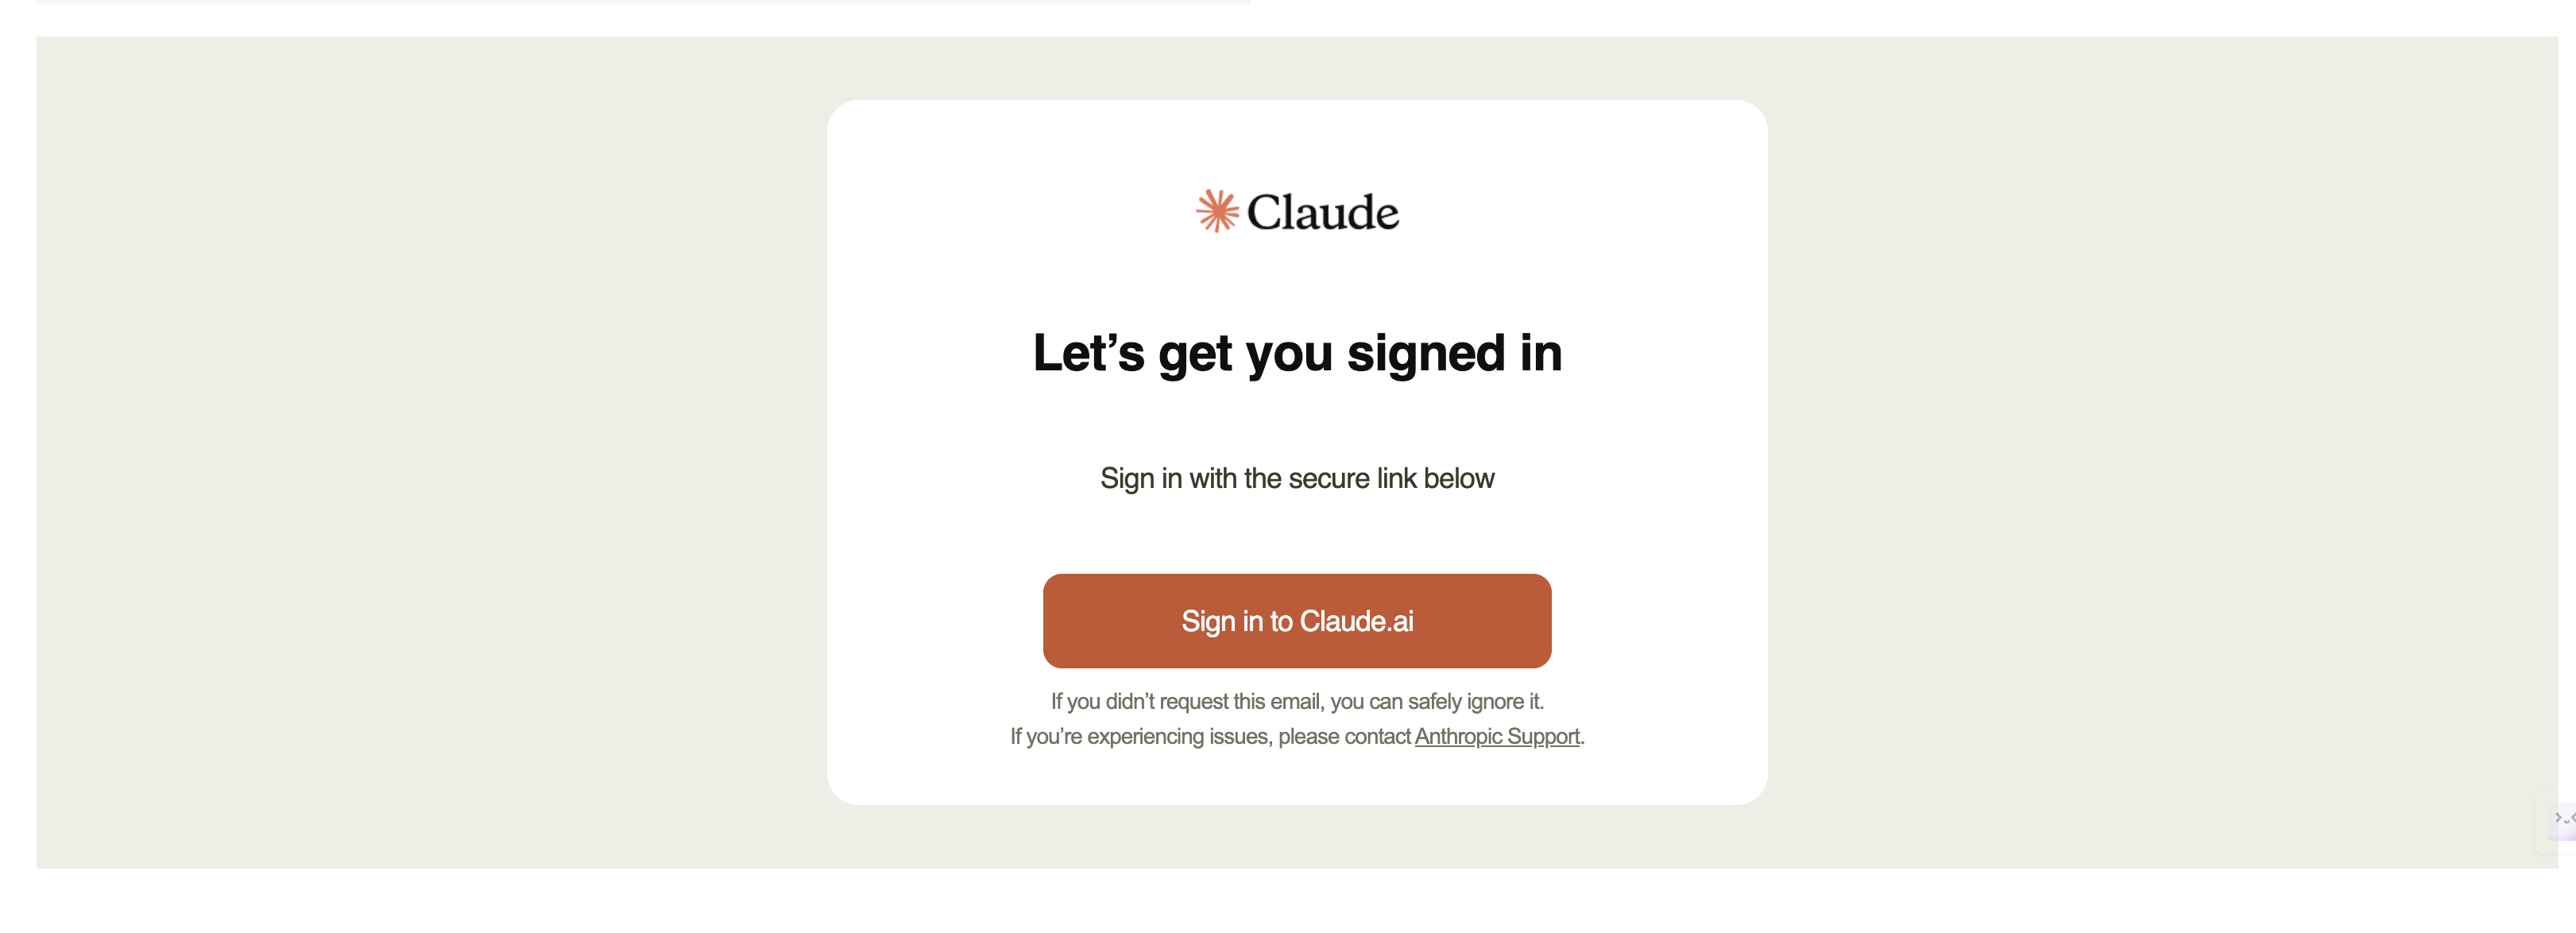 Claude
Let’s get you signed in
Sign in with the secure link below
Sign in to Claude.ai
If you didn’t request this email, you can safely ignore it.
If you’re experiencing issues, please contact Anthropic Support.